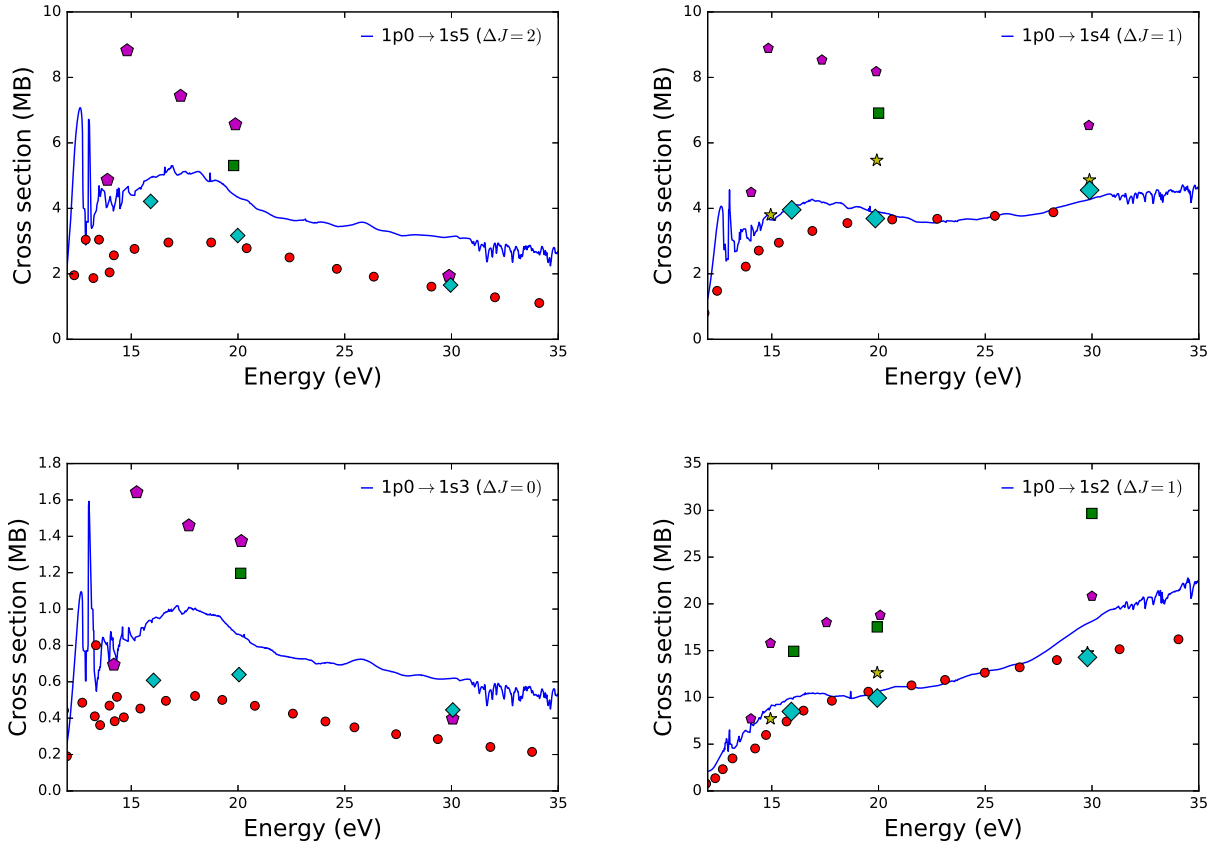 10
8
6
4
2
0
Cross section (MB)
1p0→1s5 (ΔJ=2)
15 20 25 30 35
Energy (eV)
10
8
6
4
2
0
Cross section (MB)
1p0→1s4 (ΔJ=1)
15 20 25 30 35
Energy (eV)
1.8
1.6
1.4
1.2
1.0
0.8
0.6
0.4
0.2
0.0
Cross section (MB)
1p0→1s3 (ΔJ=0)
15 20 25 30 35
Energy (eV)
35
30
25
20
15
10
5
0
Cross section (MB)
1p0→1s2 (ΔJ=1)
15 20 25 30 35
Energy (eV)